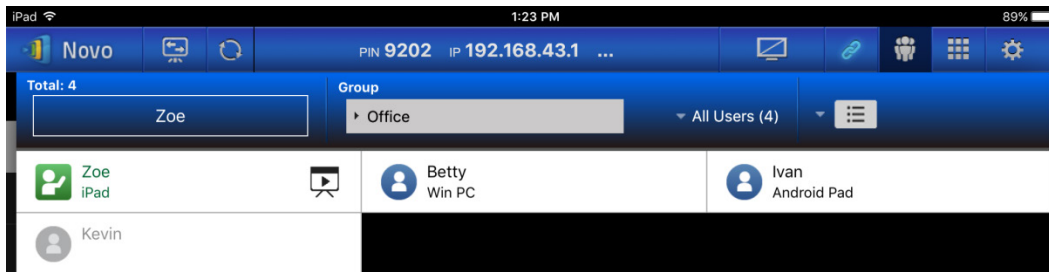 iPad 1:23 PM 89%
Novo PIN 9202 IP 192.168.43.1 ...
Total: 4 Group
Zoe Office All Users (4)
Zoe Betty Ivan
iPad Win PC Android Pad
Kevin